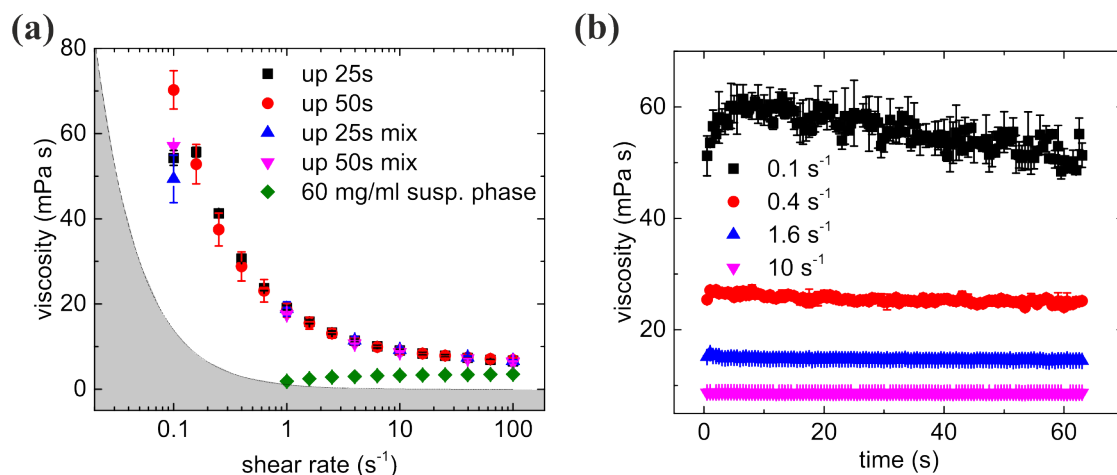 (a)
80
60
40
20
0
viscosity (mPa s)
0.1
1
10
100
shear rate (s⁻¹)
up 25s
up 50s
up 25s mix
up 50s mix
60 mg/ml susp. phase
(b)
60
40
20
viscosity (mPa s)
0
20
40
60
time (s)
0.1 s⁻¹
0.4 s⁻¹
1.6 s⁻¹
10 s⁻¹